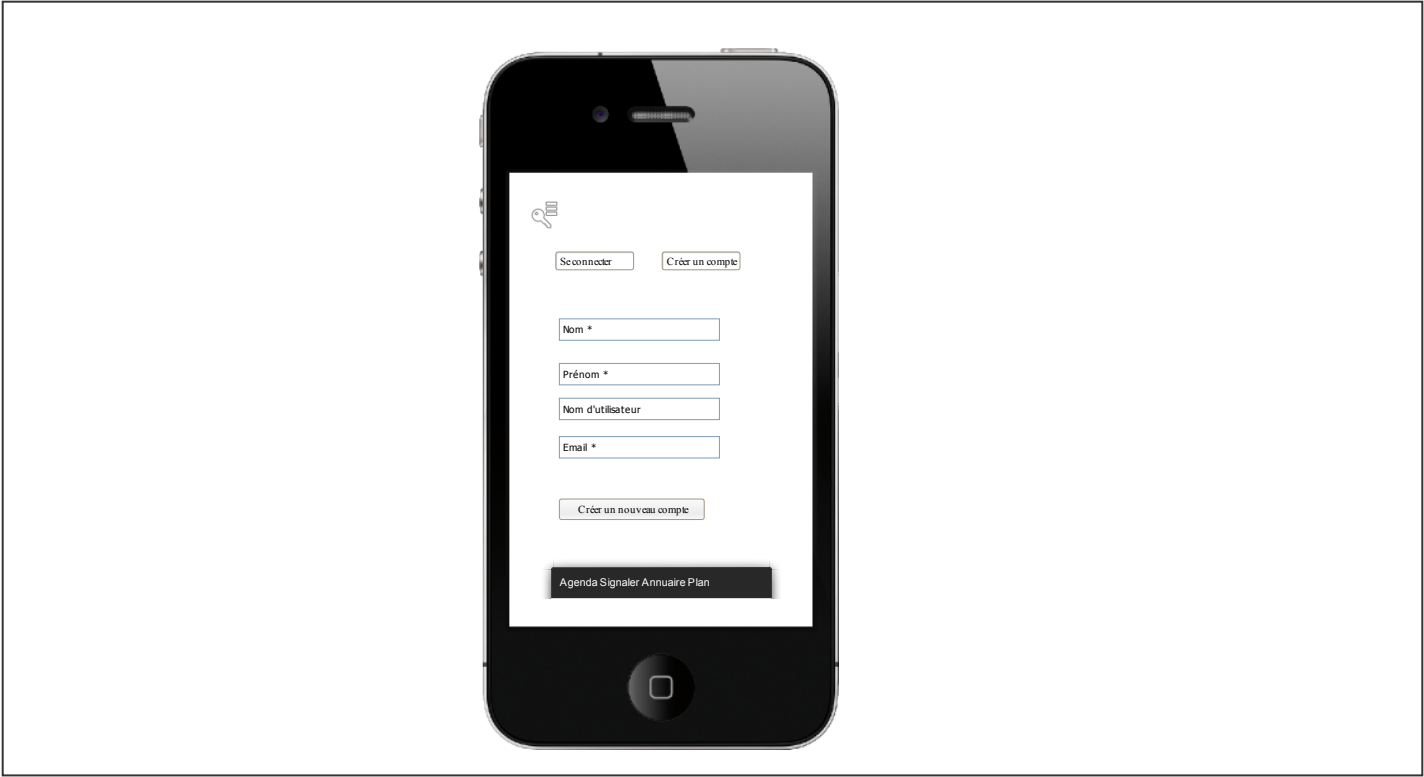 Se connecter
Créer un compte
Nom *
Prénom *
Nom d'utilisateur
Email *
Créer un nouveau compte
Agenda Signaler Annuaire Plan